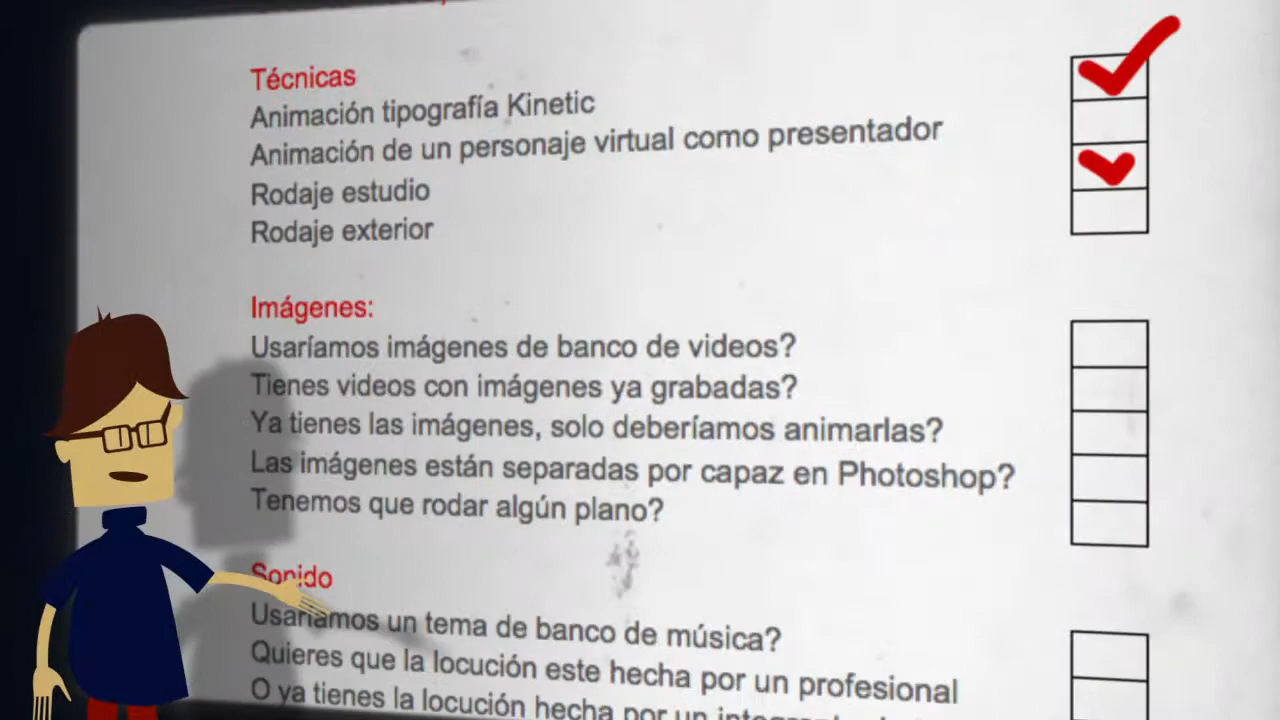 Técnicas
Animación tipografía Kinetic
Animación de un personaje virtual como presentador
Rodaje estudio
Rodaje exterior
Imágenes:
Usaríamos imágenes de banco de videos?
Tienes videos con imágenes ya grabadas?
Ya tienes las imágenes, solo deberíamos animarlas?
Las imágenes están separadas por capaz en Photoshop?
Tenemos que rodar algún plano?
Sonido
Usaríamos un tema de banco de música?
Quieres que la locución este hecha por un profesional
O ya tienes la locución hecha por un